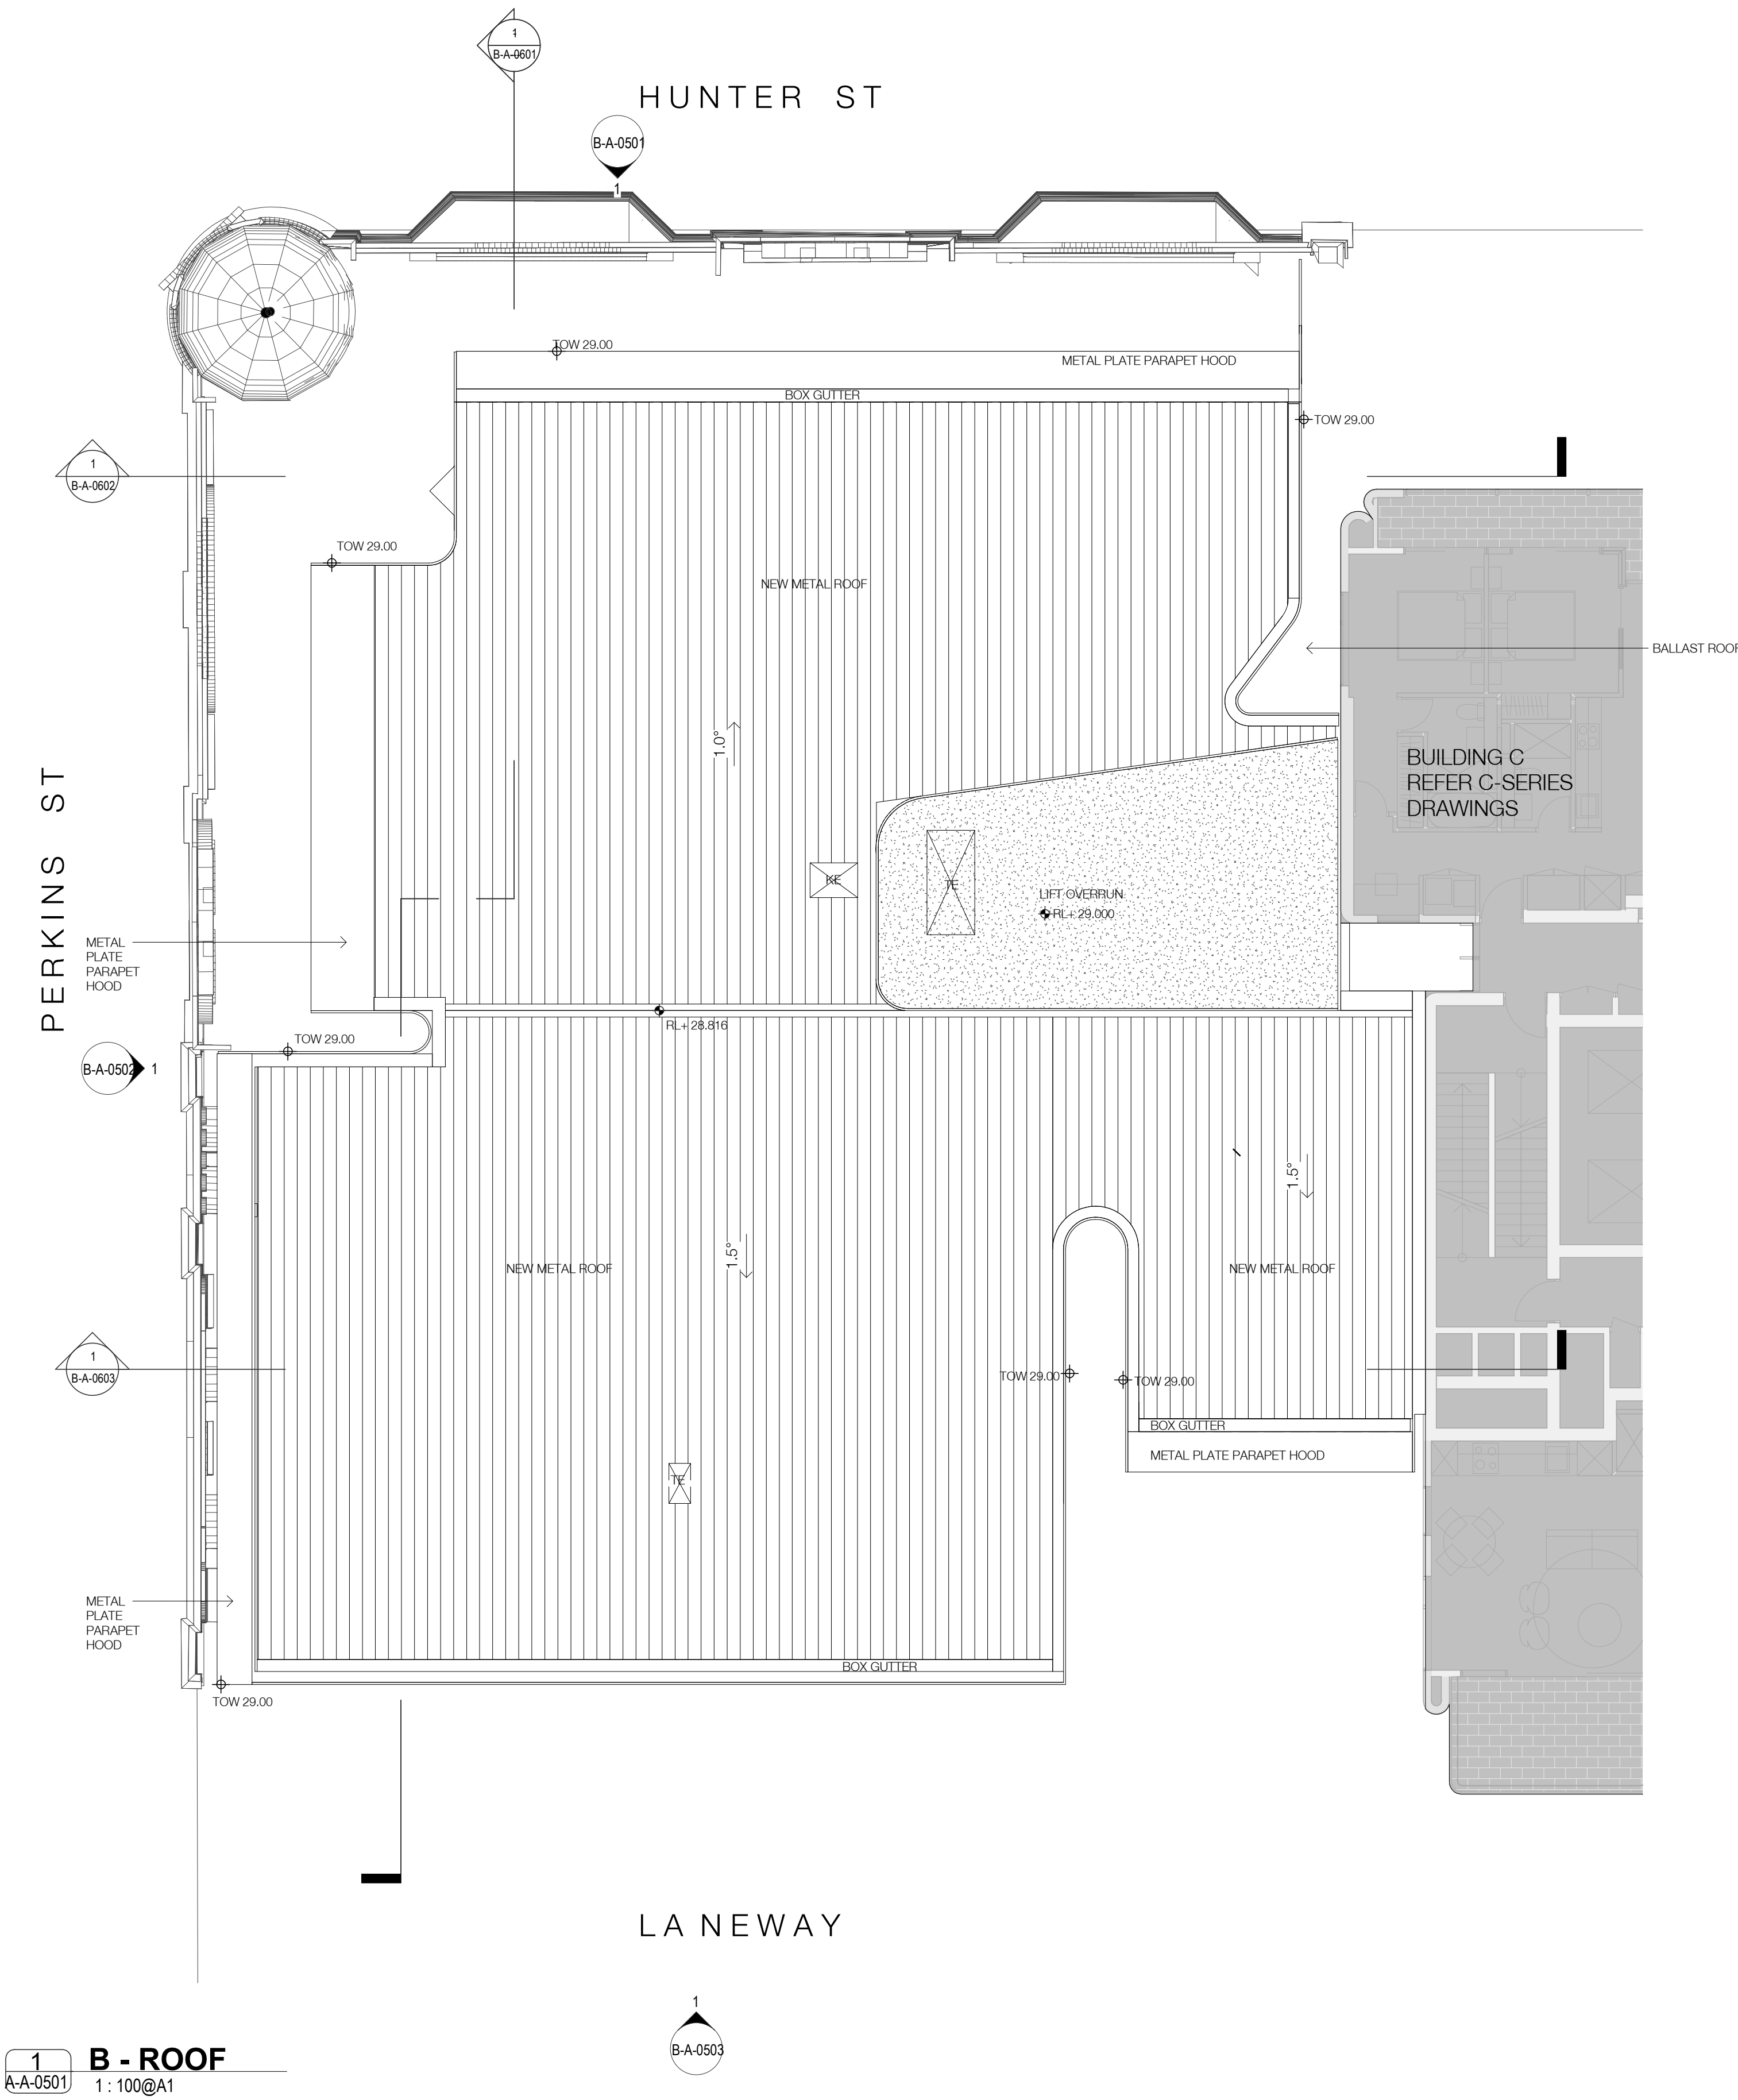 1
B-A-0601
HUNTER ST
B-A-0501
1
TOW 29.00
METAL PLATE PARAPET HOOD
BOX GUTTER
TOW 29.00
1
B-A-0602
TOW 29.00
NEW METAL ROOF
BALLAST ROOF
1.0°
BUILDING C
REFER C-SERIES
DRAWINGS
PERKINS ST
KE
TE
LIFT OVERRUN
RL+ 29.000
METAL
PLATE
PARAPET
HOOD
RL+ 28.816
TOW 29.00
B-A-0502
1
1.5°
1.5°
NEW METAL ROOF
NEW METAL ROOF
1
B-A-0603
TOW 29.00
TOW 29.00
BOX GUTTER
METAL PLATE PARAPET HOOD
TE
METAL
PLATE
PARAPET
HOOD
BOX GUTTER
TOW 29.00
LANEWAY
1
B-A-0503
1
A-A-0501
B - ROOF
1 : 100@A1